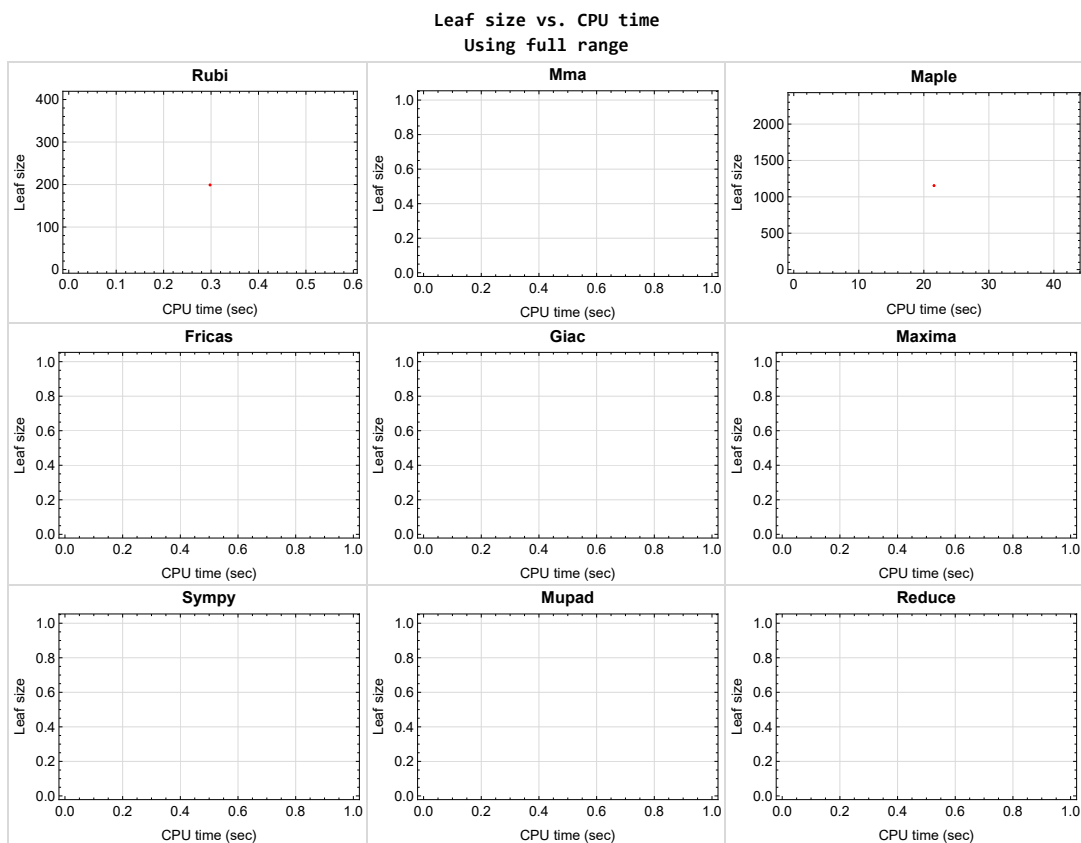 Leaf size vs. CPU time
Using full range
Rubi
400
300
200
100
0
Leaf size
0.0 0.1 0.2 0.3 0.4 0.5 0.6
CPU time (sec)
Mma
1.0
0.8
0.6
0.4
0.2
0.0
Leaf size
0.0 0.2 0.4 0.6 0.8 1.0
CPU time (sec)
Maple
2000
1500
1000
500
0
Leaf size
0 10 20 30 40
CPU time (sec)
Fricas
1.0
0.8
0.6
0.4
0.2
0.0
Leaf size
0.0 0.2 0.4 0.6 0.8 1.0
CPU time (sec)
Giac
1.0
0.8
0.6
0.4
0.2
0.0
Leaf size
0.0 0.2 0.4 0.6 0.8 1.0
CPU time (sec)
Maxima
1.0
0.8
0.6
0.4
0.2
0.0
Leaf size
0.0 0.2 0.4 0.6 0.8 1.0
CPU time (sec)
Sympy
1.0
0.8
0.6
0.4
0.2
0.0
Leaf size
0.0 0.2 0.4 0.6 0.8 1.0
CPU time (sec)
Mupad
1.0
0.8
0.6
0.4
0.2
0.0
Leaf size
0.0 0.2 0.4 0.6 0.8 1.0
CPU time (sec)
Reduce
1.0
0.8
0.6
0.4
0.2
0.0
Leaf size
0.0 0.2 0.4 0.6 0.8 1.0
CPU time (sec)